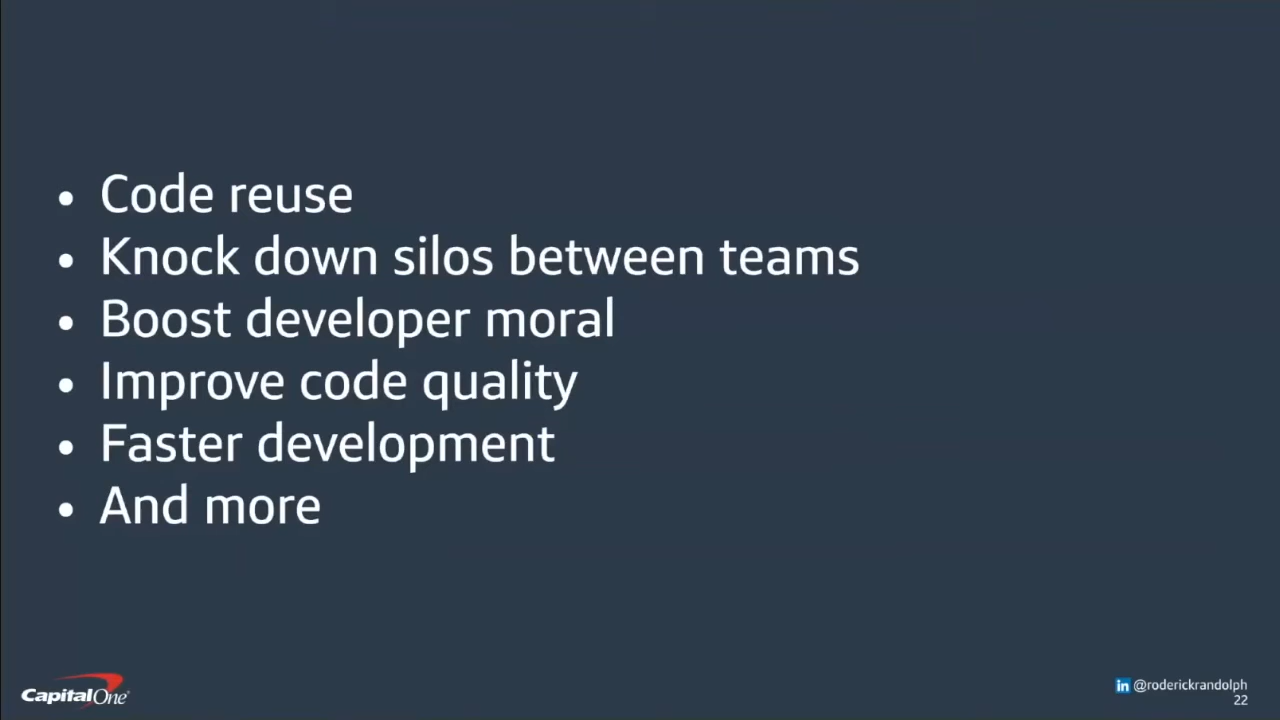 • Code reuse
• Knock down silos between teams
• Boost developer moral
• Improve code quality
• Faster development
• And more
CapitalOne
in @roderickrandolph
22